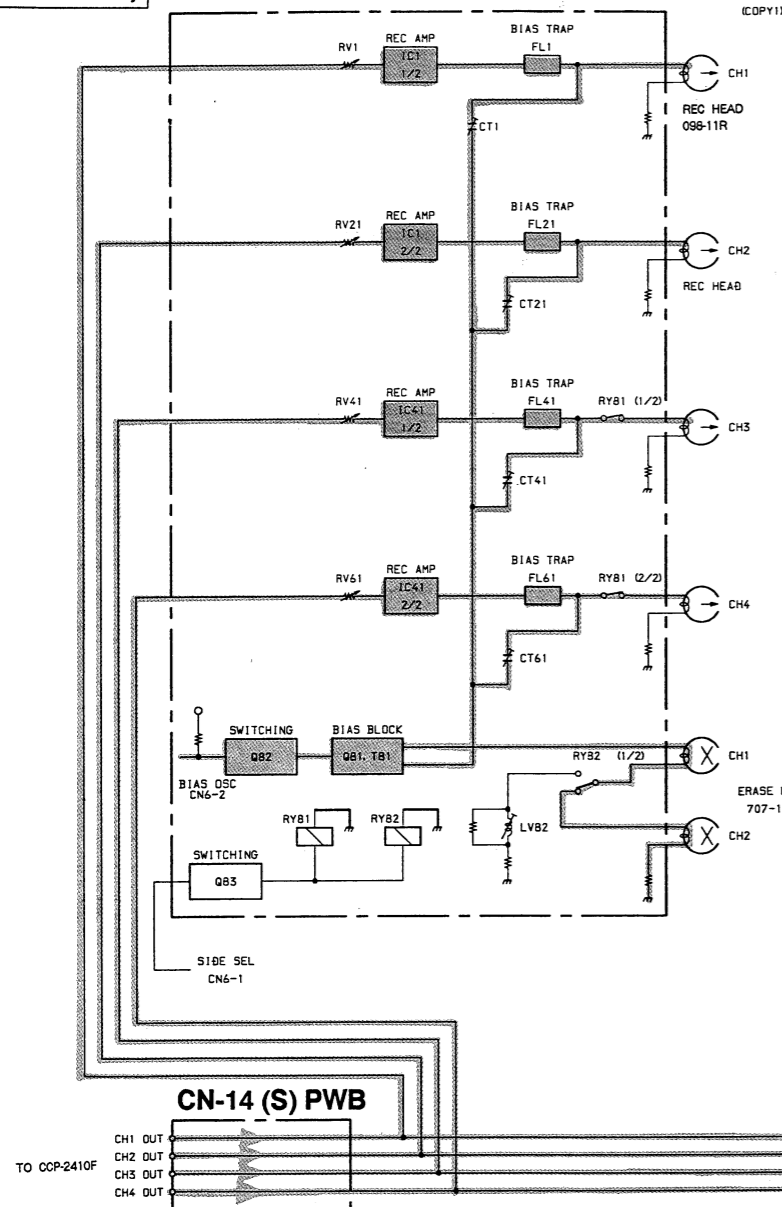 (COPY1)
BIAS TRAP
FL1
REC AMP
IC1
1/2
RV1
CH1
REC HEAD
098-11R
CT1
BIAS TRAP
FL21
REC AMP
IC1
2/2
RV21
CH2
REC HEAD
CT21
BIAS TRAP
FL41
REC AMP
IC41
1/2
RV41
RY81 (1/2)
CH3
CT41
BIAS TRAP
FL61
REC AMP
IC41
2/2
RV61
RY81 (2/2)
CH4
CT61
SWITCHING
Q82
BIAS BLOCK
Q81, T81
BIAS OSC
CN6-2
RY82 (1/2)
CH1
ERASE
707-1
RY81
RY82
LV82
CH2
SWITCHING
Q83
SIDE SEL
CN6-1
CN-14 (S) PWB
TO CCP-2410F
CH1 OUT
CH2 OUT
CH3 OUT
CH4 OUT